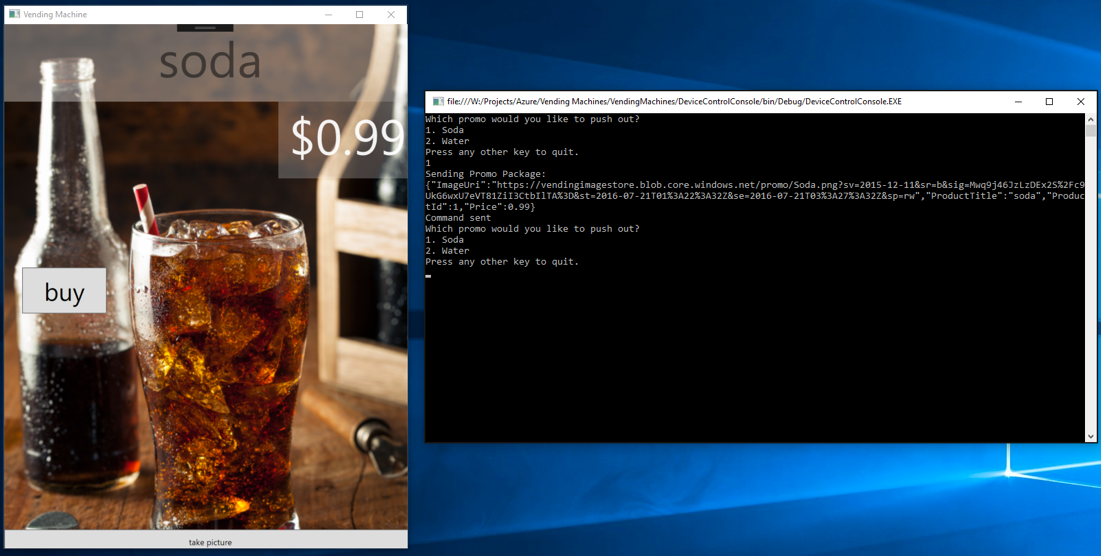 Vending Machine
soda
$0.99
buy
take picture
file:///W:/Projects/Azure/Vending Machines/VendingMachines/DeviceControlConsole/bin/Debug/DeviceControlConsole.EXE
Which promo would you like to push out?
1. Soda
2. Water
Press any other key to quit.
1
Sending Promo Package:
{"ImageUri":"https://vendingimagestore.blob.core.windows.net/promo/Soda.png?sv=2015-12-11&sr=b&sig=Mwq9j46JzLzDEx2S%2Fc9
UkG6wxU7eVT81ZiI3CtbIlTA%3D&st=2016-07-21T01%3A22%3A32Z&se=2016-07-21T03%3A27%3A32Z&sp=rw","ProductTitle":"soda","Produc
tId":1,"Price":0.99}
Command sent
Which promo would you like to push out?
1. Soda
2. Water
Press any other key to quit.